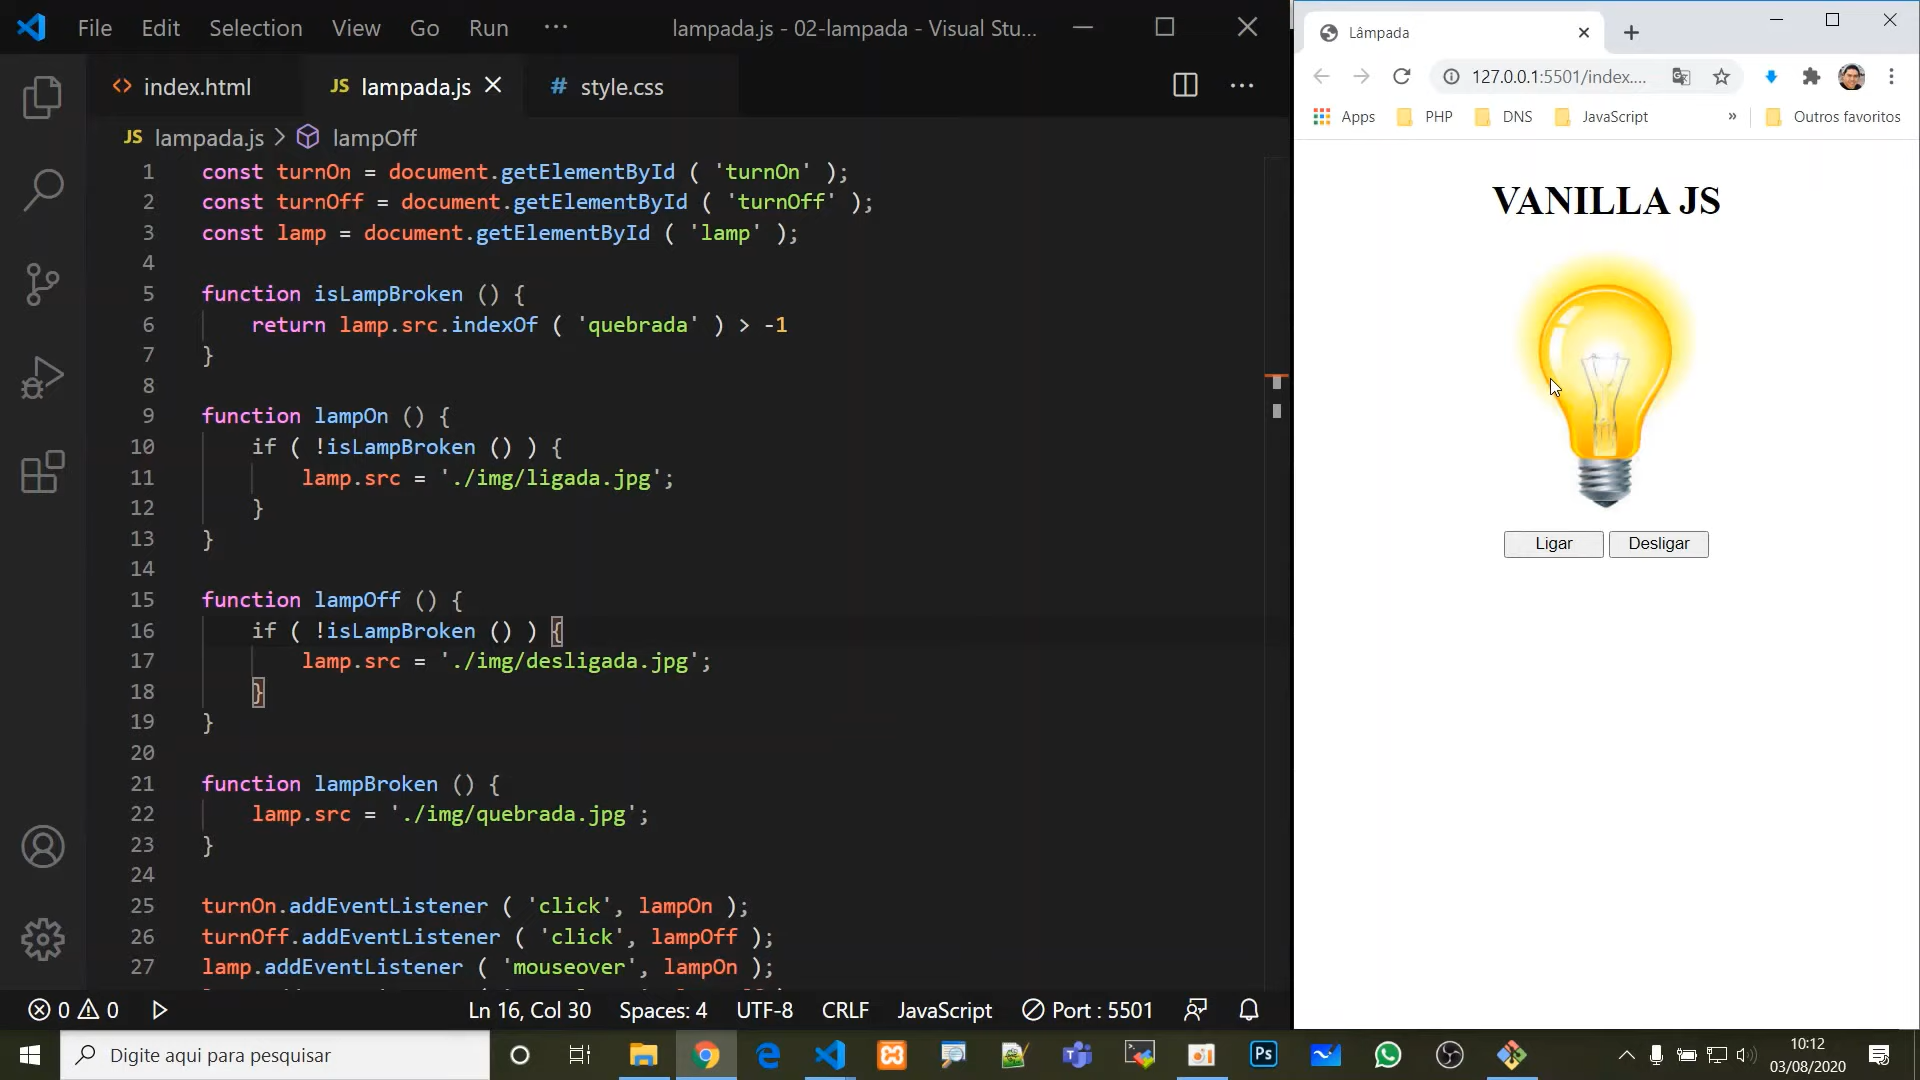 File Edit Selection View Go Run ··· lampada.js - 02-lampada - Visual Stu...
<> index.html JS lampada.js # style.css ···
JS lampada.js > lampOff
1 const turnOn = document.getElementById ( 'turnOn' );
2 const turnOff = document.getElementById ( 'turnOff' );
3 const lamp = document.getElementById ( 'lamp' );
4
5 function isLampBroken () {
6 return lamp.src.indexOf ( 'quebrada' ) > -1
7 }
8
9 function lampOn () {
10 if ( !isLampBroken () ) {
11 lamp.src = './img/ligada.jpg';
12 }
13 }
14
15 function lampOff () {
16 if ( !isLampBroken () ) {
17 lamp.src = './img/desligada.jpg';
18 }
19 }
20
21 function lampBroken () {
22 lamp.src = './img/quebrada.jpg';
23 }
24
25 turnOn.addEventListener ( 'click', lampOn );
26 turnOff.addEventListener ( 'click', lampOff );
27 lamp.addEventListener ( 'mouseover', lampOn );
0 0 Ln 16, Col 30 Spaces: 4 UTF-8 CRLF JavaScript Port : 5501
Lâmpada
127.0.0.1:5501/index....
Apps PHP DNS JavaScript » Outros favoritos
VANILLA JS
Ligar Desligar
Digite aqui para pesquisar
Ps
10:12
03/08/2020